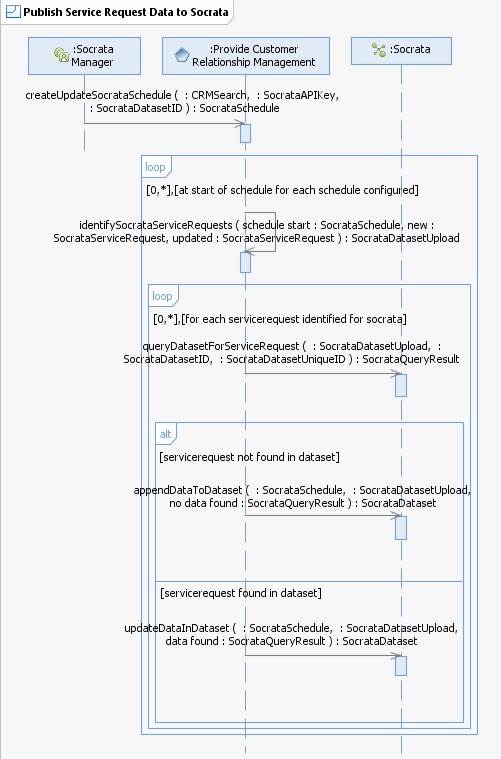 Publish Service Request Data to Socrata
:Socrata
Manager
:Provide Customer
Relationship Management
:Socrata
createUpdateSocrataSchedule ( : CRMSearch, : SocrataAPIKey,
: SocrataDatasetID ) : SocrataSchedule
loop
[0,*],[at start of schedule for each schedule configured]
identifySocrataServiceRequests ( schedule start : SocrataSchedule, new :
SocrataServiceRequest, updated : SocrataServiceRequest ) : SocrataDatasetUpload
loop
[0,*],[for each servicerequest identified for socrata]
queryDatasetForServiceRequest ( : SocrataDatasetUpload, :
SocrataDatasetID, : SocrataDatasetUniqueID ) : SocrataQueryResult
alt
[servicerequest not found in dataset]
appendDataToDataset ( : SocrataSchedule, : SocrataDatasetUpload,
no data found : SocrataQueryResult ) : SocrataDataset
[servicerequest found in dataset]
updateDataInDataset ( : SocrataSchedule, : SocrataDatasetUpload,
data found : SocrataQueryResult ) : SocrataDataset